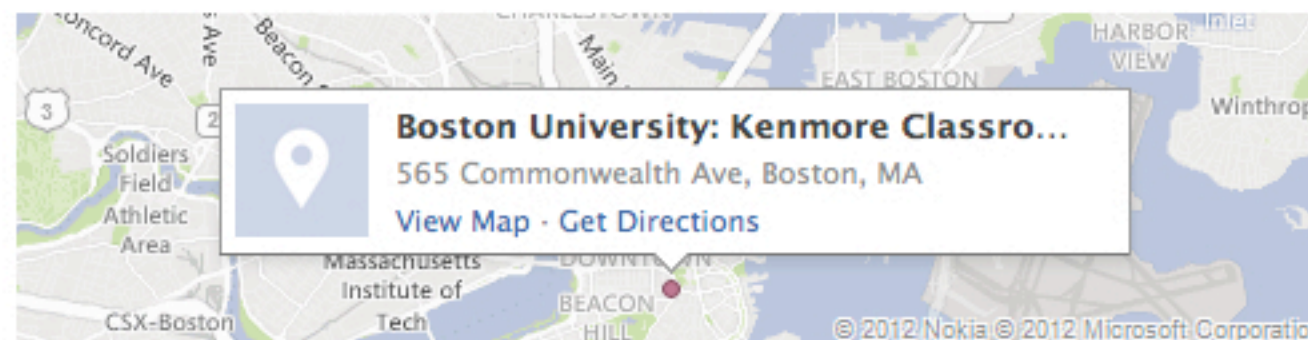 CHARLESTOWN
Concord Ave
s Ave
Beacon
Main
HARBOR
VIEW
Inlet
EAST BOSTON
3
2
Winthrop
Boston University: Kenmore Classro...
565 Commonwealth Ave, Boston, MA
View Map · Get Directions
Soldiers
Field
Athletic
Area
Massachusetts
Institute of
Tech
DOWNTOWN
BEACON
HILL
CSX-Boston
© 2012 Nokia © 2012 Microsoft Corporatio